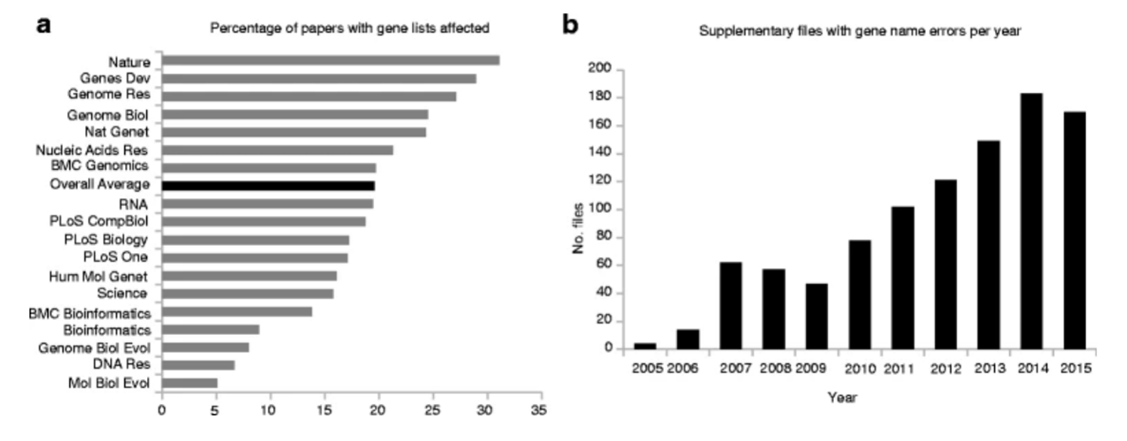 a
Percentage of papers with gene lists affected
Nature
Genes Dev
Genome Res
Genome Biol
Nat Genet
Nucleic Acids Res
BMC Genomics
Overall Average
RNA
PLoS CompBiol
PLoS Biology
PLoS One
Hum Mol Genet
Science
BMC Bioinformatics
Bioinformatics
Genome Biol Evol
DNA Res
Mol Biol Evol
0 5 10 15 20 25 30 35
b
Supplementary files with gene name errors per year
No. files
200
180
160
140
120
100
80
60
40
20
0
2005 2006 2007 2008 2009 2010 2011 2012 2013 2014 2015
Year